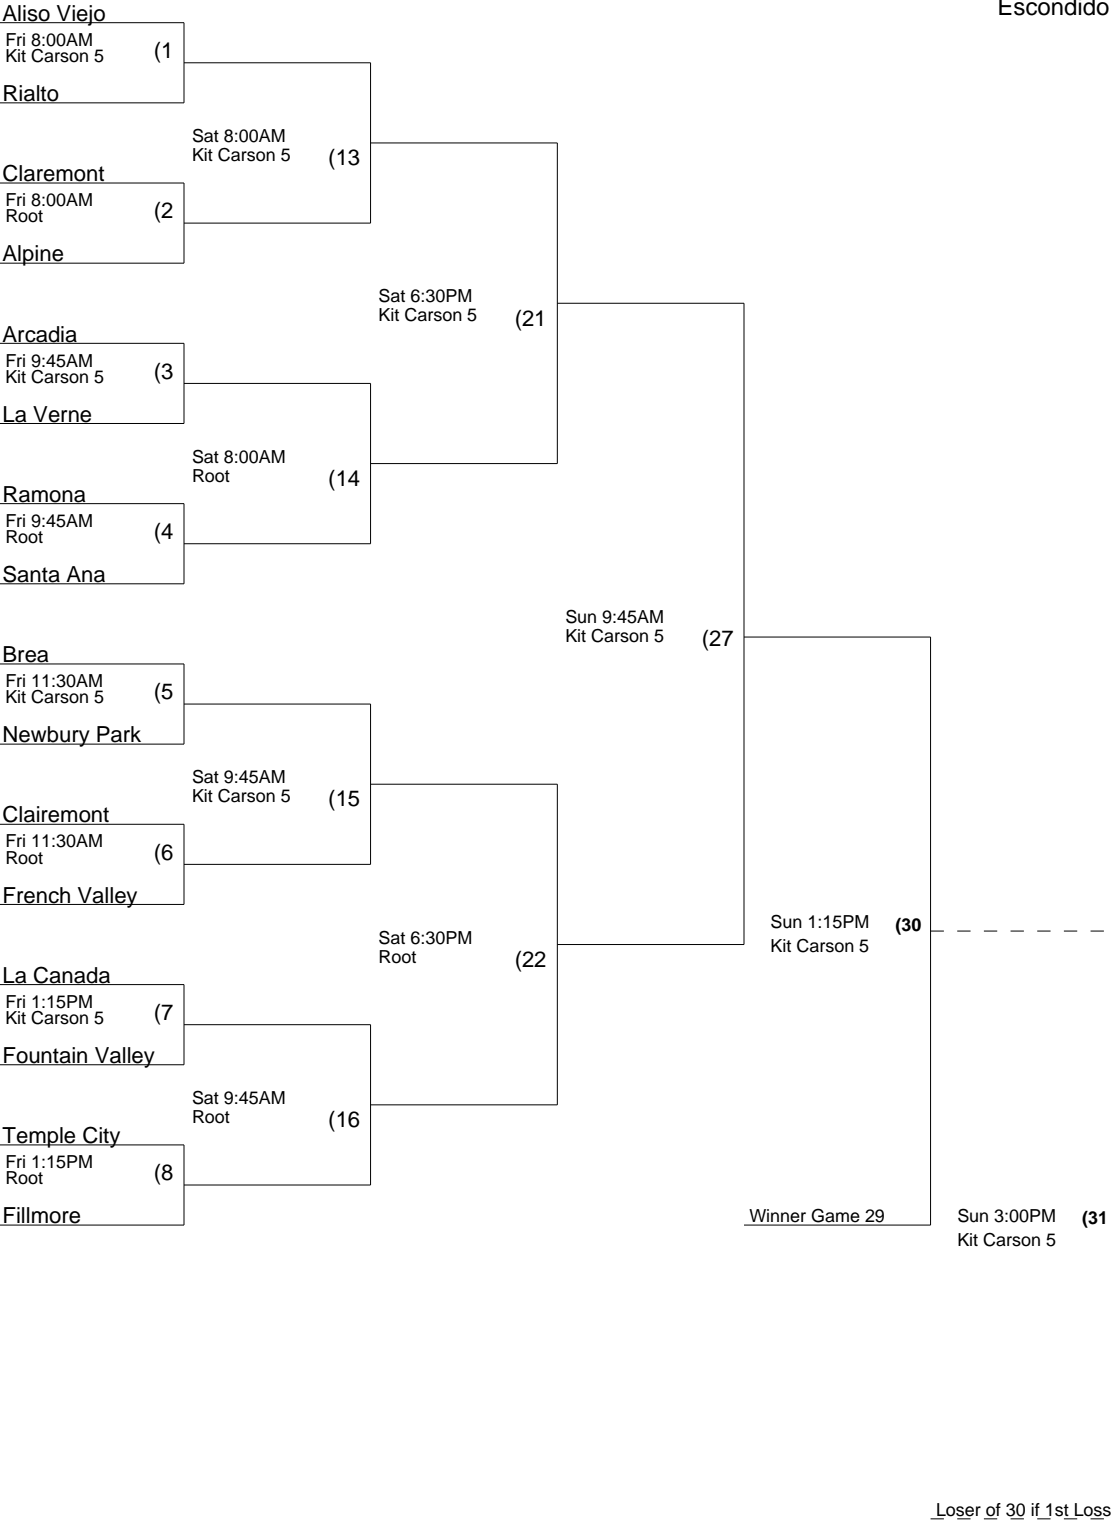 Escondido
Aliso Viejo
Fri 8:00AM
Kit Carson 5
(1
Rialto
Sat 8:00AM
Kit Carson 5
(13
Claremont
Fri 8:00AM
Root
(2
Alpine
Sat 6:30PM
Kit Carson 5
(21
Arcadia
Fri 9:45AM
Kit Carson 5
(3
La Verne
Sat 8:00AM
Root
(14
Ramona
Fri 9:45AM
Root
(4
Santa Ana
Sun 9:45AM
Kit Carson 5
(27
Brea
Fri 11:30AM
Kit Carson 5
(5
Newbury Park
Sat 9:45AM
Kit Carson 5
(15
Clairemont
Fri 11:30AM
Root
(6
French Valley
Sun 1:15PM
Kit Carson 5
(30
Sat 6:30PM
Root
(22
La Canada
Fri 1:15PM
Kit Carson 5
(7
Fountain Valley
Sat 9:45AM
Root
(16
Temple City
Fri 1:15PM
Root
(8
Fillmore
Winner Game 29
Sun 3:00PM
Kit Carson 5
(31
Loser of 30 if 1st Loss